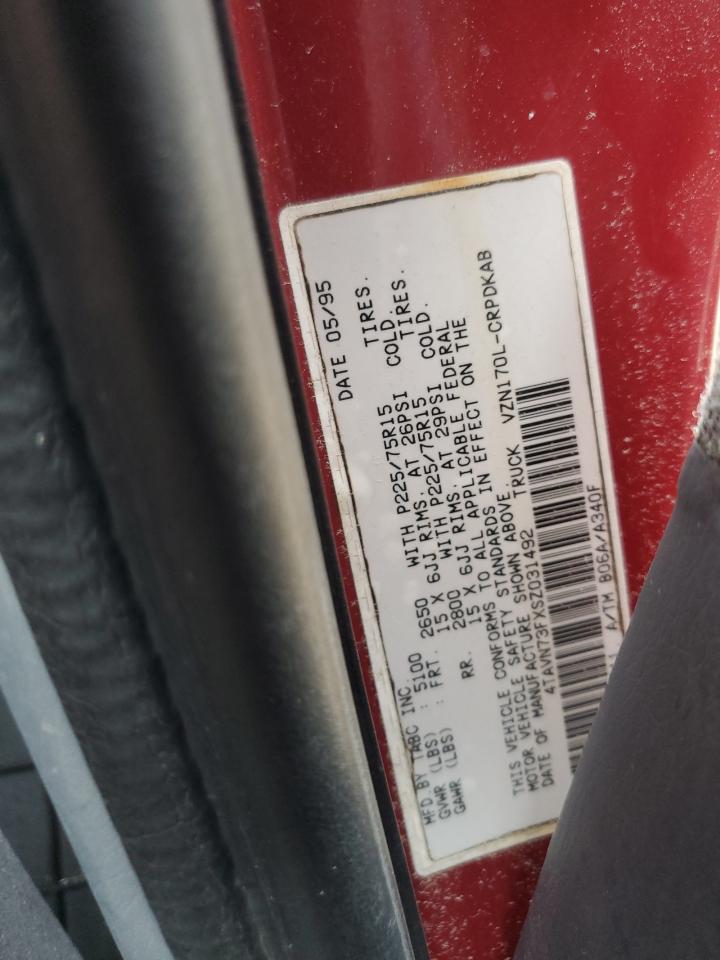 MFD. BY TABC INC. DATE 05/95
GVWR (LBS) : 5100
GAWR (LBS) : FRT. 2650 WITH P225/75R15 TIRES.
15 X 6JJ RIMS. AT 26PSI COLD.
RR. 2800 WITH P225/75R15 TIRES.
15 X 6JJ RIMS. AT 29PSI COLD.
THIS VEHICLE CONFORMS TO ALL APPLICABLE FEDERAL
MOTOR VEHICLE SAFETY STANDARDS IN EFFECT ON THE
DATE OF MANUFACTURE SHOWN ABOVE.
4TAVN73FXSZ031492 TRUCK VZN170L-CRPDKAB
A/TM B06A/A340F